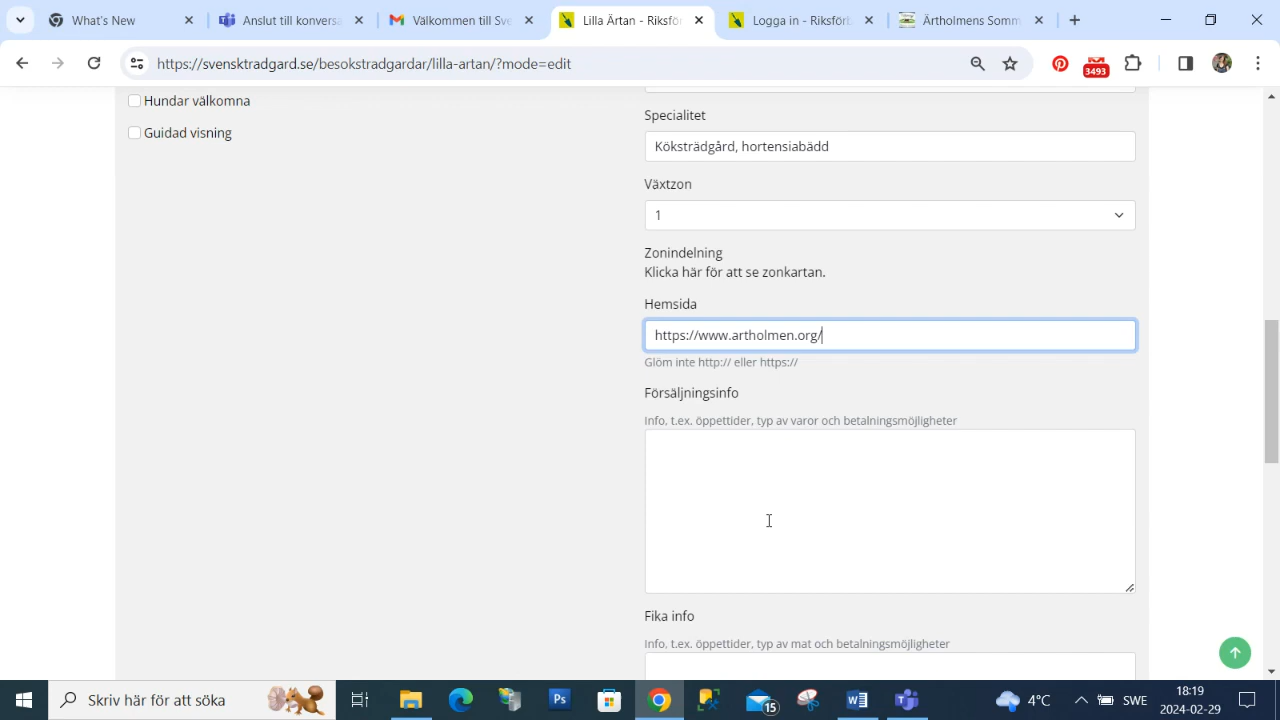 What's New
Anslut till konversa
Välkommen till Sve
Lilla Ärtan - Riksför
Logga in - Riksförb
Ärtholmens Somm
https://svensktradgard.se/besokstradgardar/lilla-artan/?mode=edit
3493
Hundar välkomna
Guidad visning
Specialitet
Köksträdgård, hortensiabädd
Växtzon
1
Zonindelning
Klicka här för att se zonkartan.
Hemsida
https://www.artholmen.org/
Glöm inte http:// eller https://
Försäljningsinfo
Info, t.ex. öppettider, typ av varor och betalningsmöjligheter
Fika info
Info, t.ex. öppettider, typ av mat och betalningsmöjligheter
Skriv här för att söka
Ps
15
4°C
SWE
18:19
2024-02-29